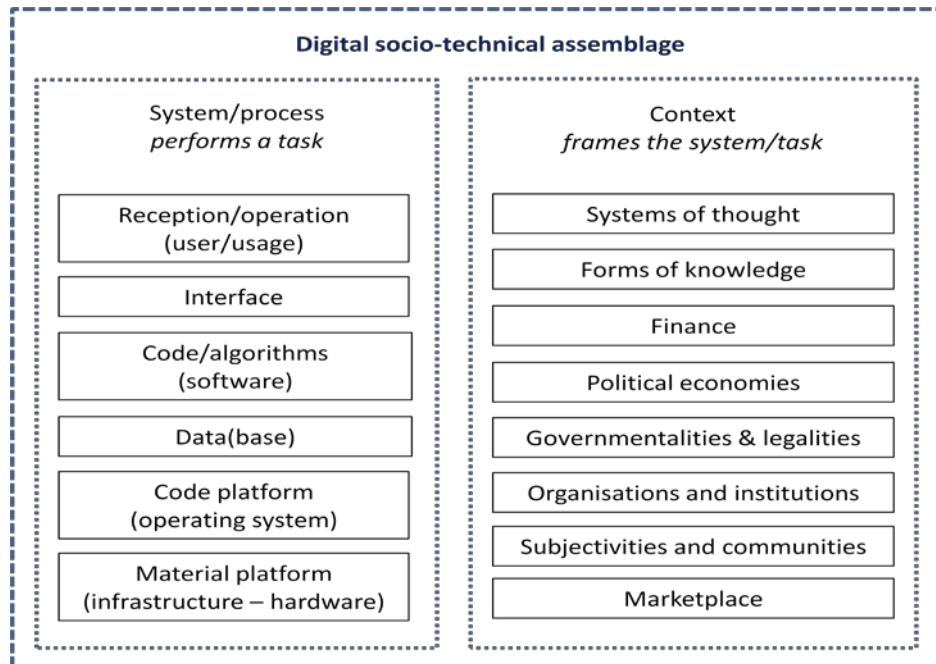 Digital socio-technical assemblage
System/process
performs a task
Reception/operation
(user/usage)
Interface
Code/algorithms
(software)
Data(base)
Code platform
(operating system)
Material platform
(infrastructure – hardware)
Context
frames the system/task
Systems of thought
Forms of knowledge
Finance
Political economies
Governmentalities & legalities
Organisations and institutions
Subjectivities and communities
Marketplace